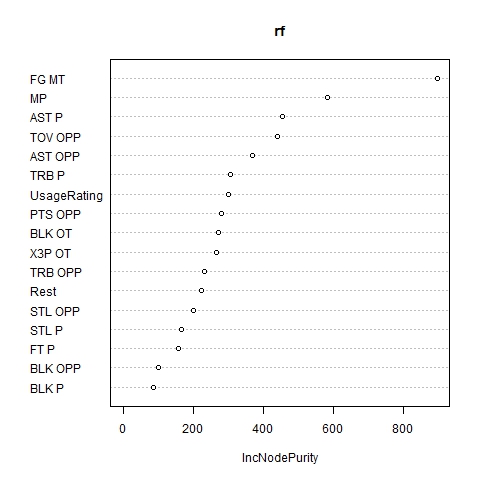 rf
FG MT
MP
AST P
TOV OPP
AST OPP
TRB P
UsageRating
PTS OPP
BLK OT
X3P OT
TRB OPP
Rest
STL OPP
STL P
FT P
BLK OPP
BLK P
0 200 400 600 800
IncNodePurity